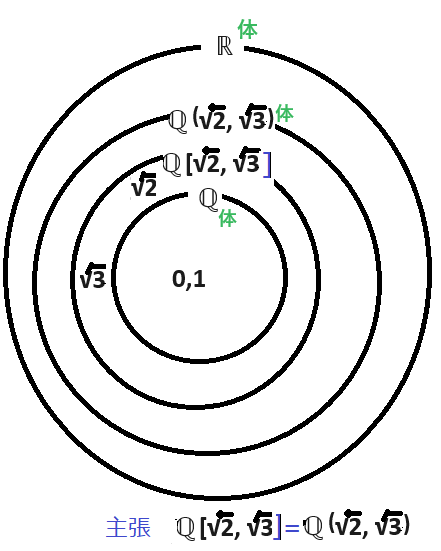 ℝ 体
ℚ(√2, √3) 体
ℚ[√2, √3]
√2
ℚ
体
√3
0,1
主張 ℚ[√2, √3]=ℚ(√2, √3)